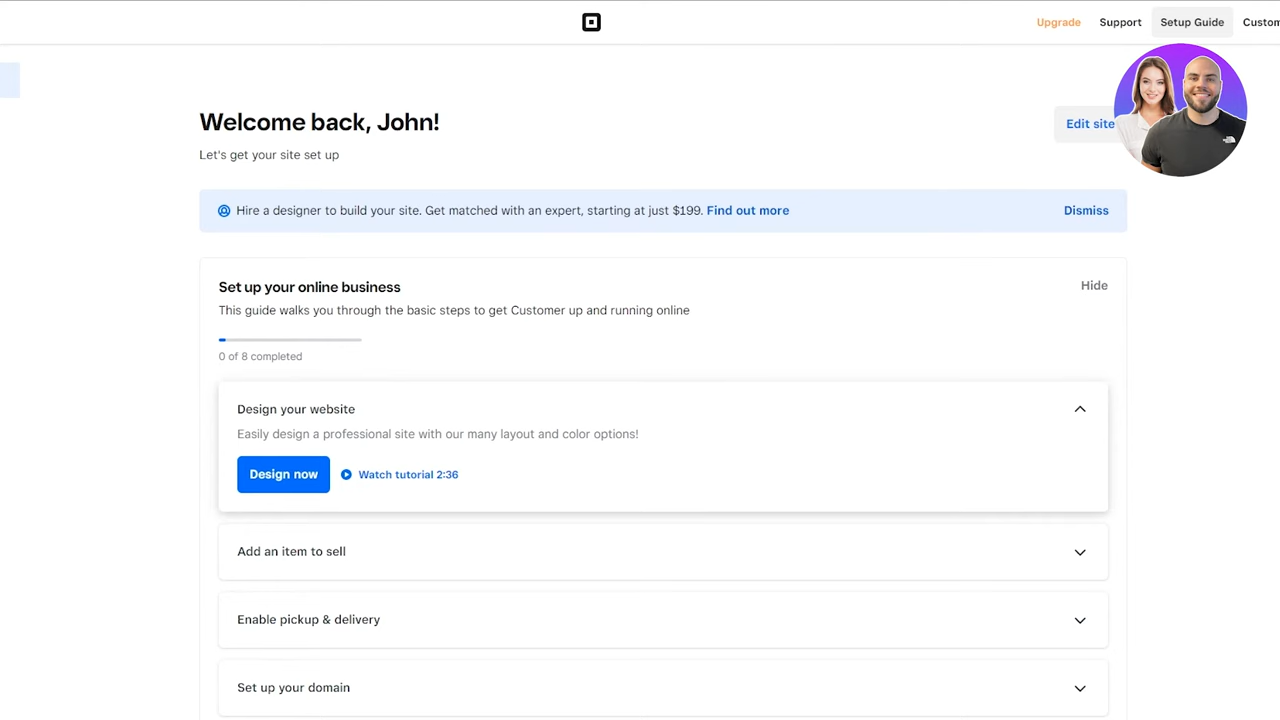 Upgrade Support Setup Guide Custom
Welcome back, John!
Edit site
Let's get your site set up
Hire a designer to build your site. Get matched with an expert, starting at just $199. Find out more Dismiss
Set up your online business Hide
This guide walks you through the basic steps to get Customer up and running online
0 of 8 completed
Design your website
Easily design a professional site with our many layout and color options!
Design now Watch tutorial 2:36
Add an item to sell
Enable pickup & delivery
Set up your domain